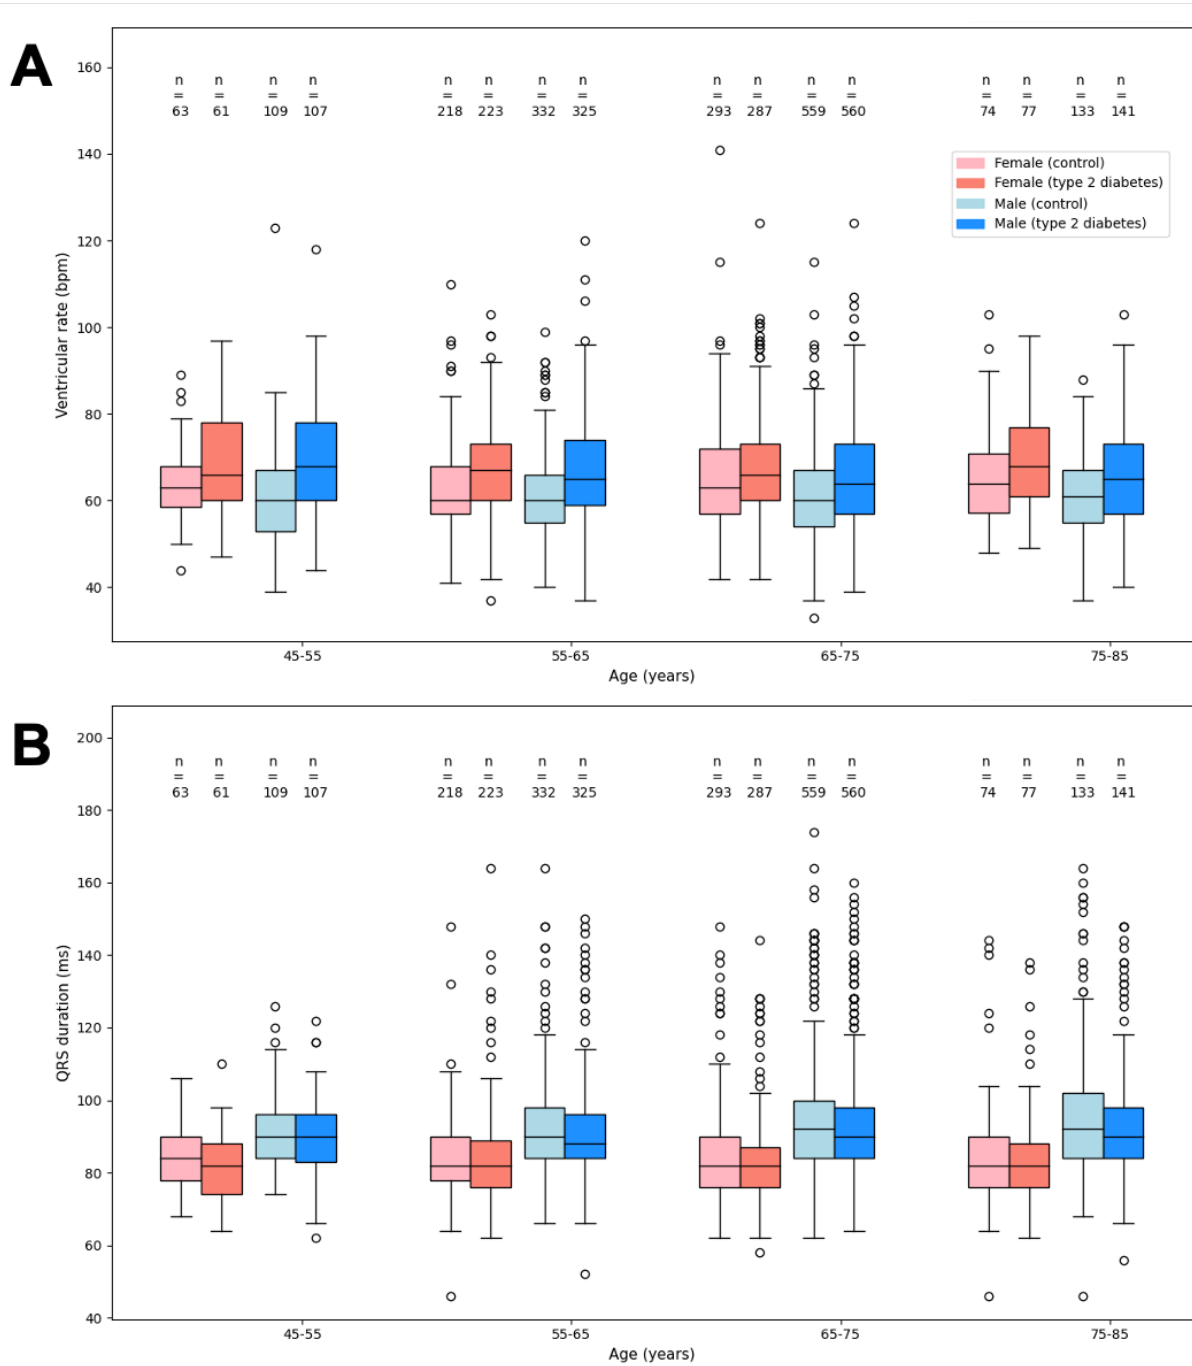 A
160
140
120
100
80
60
40
Ventricular rate (bpm)
n n n n n n n n n n n n n n n n
= = = = = = = = = = = = = = = =
63 61 109 107 218 223 332 325 293 287 559 560 74 77 133 141
Female (control)
Female (type 2 diabetes)
Male (control)
Male (type 2 diabetes)
45-55 55-65 65-75 75-85
Age (years)
B
200
180
160
140
120
100
80
60
40
QRS duration (ms)
n n n n n n n n n n n n n n n n
= = = = = = = = = = = = = = = =
63 61 109 107 218 223 332 325 293 287 559 560 74 77 133 141
45-55 55-65 65-75 75-85
Age (years)